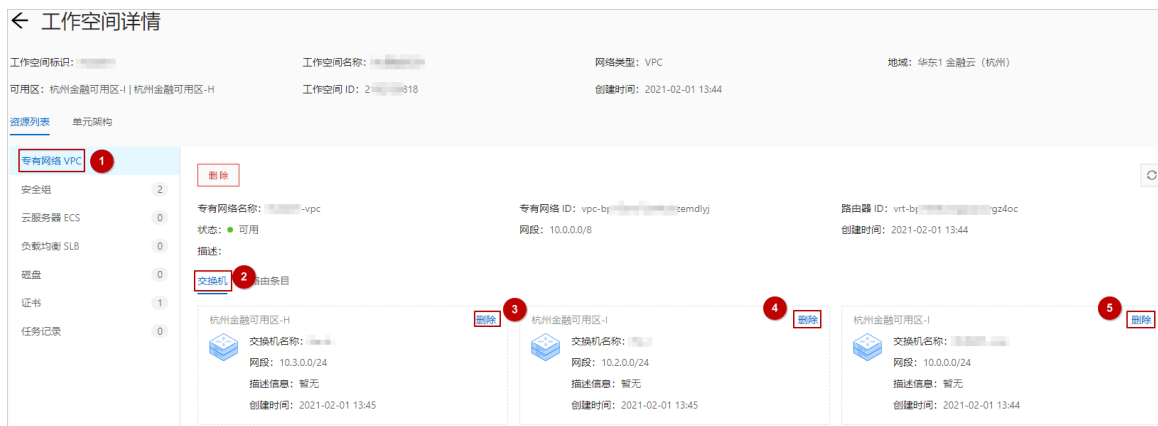 工作空间详情
工作空间标识： 工作空间名称： 网络类型：VPC 地域：华东1 金融云（杭州）
可用区：杭州金融可用区-I | 杭州金融可用区-H 工作空间 ID：2 818 创建时间：2021-02-01 13:44
资源列表 单元架构
专有网络 VPC 1
删 除
安全组 2
专有网络名称： -vpc 专有网络 ID：vpc-b zemdlyj 路由器 ID：vrt-b gz4oc
云服务器 ECS 0
状态： 可用 网段：10.0.0.0/8 创建时间：2021-02-01 13:44
负载均衡 SLB 0
描述：
磁盘 0
交换机 2 由条目
证书 1
杭州金融可用区-H 删除 3 杭州金融可用区-I 4 删除 杭州金融可用区-I 5 删除
任务记录 0
交换机名称： 交换机名称： 交换机名称：
网段：10.3.0.0/24 网段：10.2.0.0/24 网段：10.0.0.0/24
描述信息：暂无 描述信息：暂无 描述信息：暂无
创建时间：2021-02-01 13:45 创建时间：2021-02-01 13:45 创建时间：2021-02-01 13:44